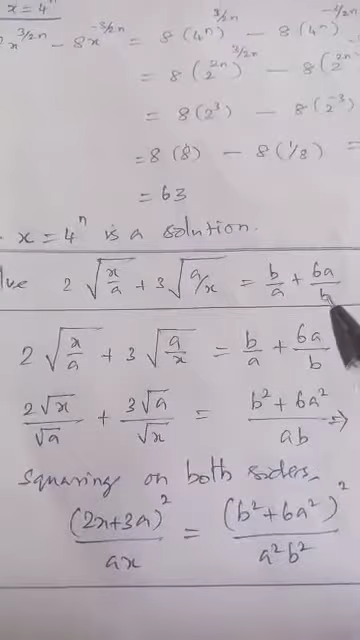 x = 4ⁿ
x^{3/2n} - 8x^{-3/2n} = 8(4ⁿ)^{3/2n} - 8(4ⁿ)^{-3/2n}
= 8(2^{2n})^{3/2n} - 8(2^{2n}
= 8(2³) - 8(2^{-3})
= 8(8) - 8(1/8) =
= 63
x = 4ⁿ is a solution.
lve 2√(x/a) + 3√(a/x) = b/a + 6a/b
2√(x/a) + 3√(a/x) = b/a + 6a/b
2√x/√a + 3√a/√x = (b² + 6a²)/ab →
Squaring on both siders
(2x+3a)²/ax = (b² + 6a²)²/a²b²